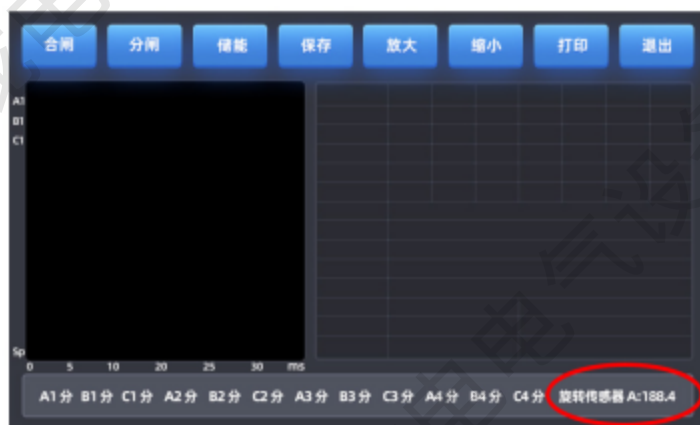 合闸 分闸 储能 保存 放大 缩小 打印 退出
A1
B1
C1
Sp
0 5 10 20 25 30 ms
A1分 B1分 C1分 A2分 B2分 C2分 A3分 B3分 C3分 A4分 B4分 C4分 旋转传感器 A:188.4